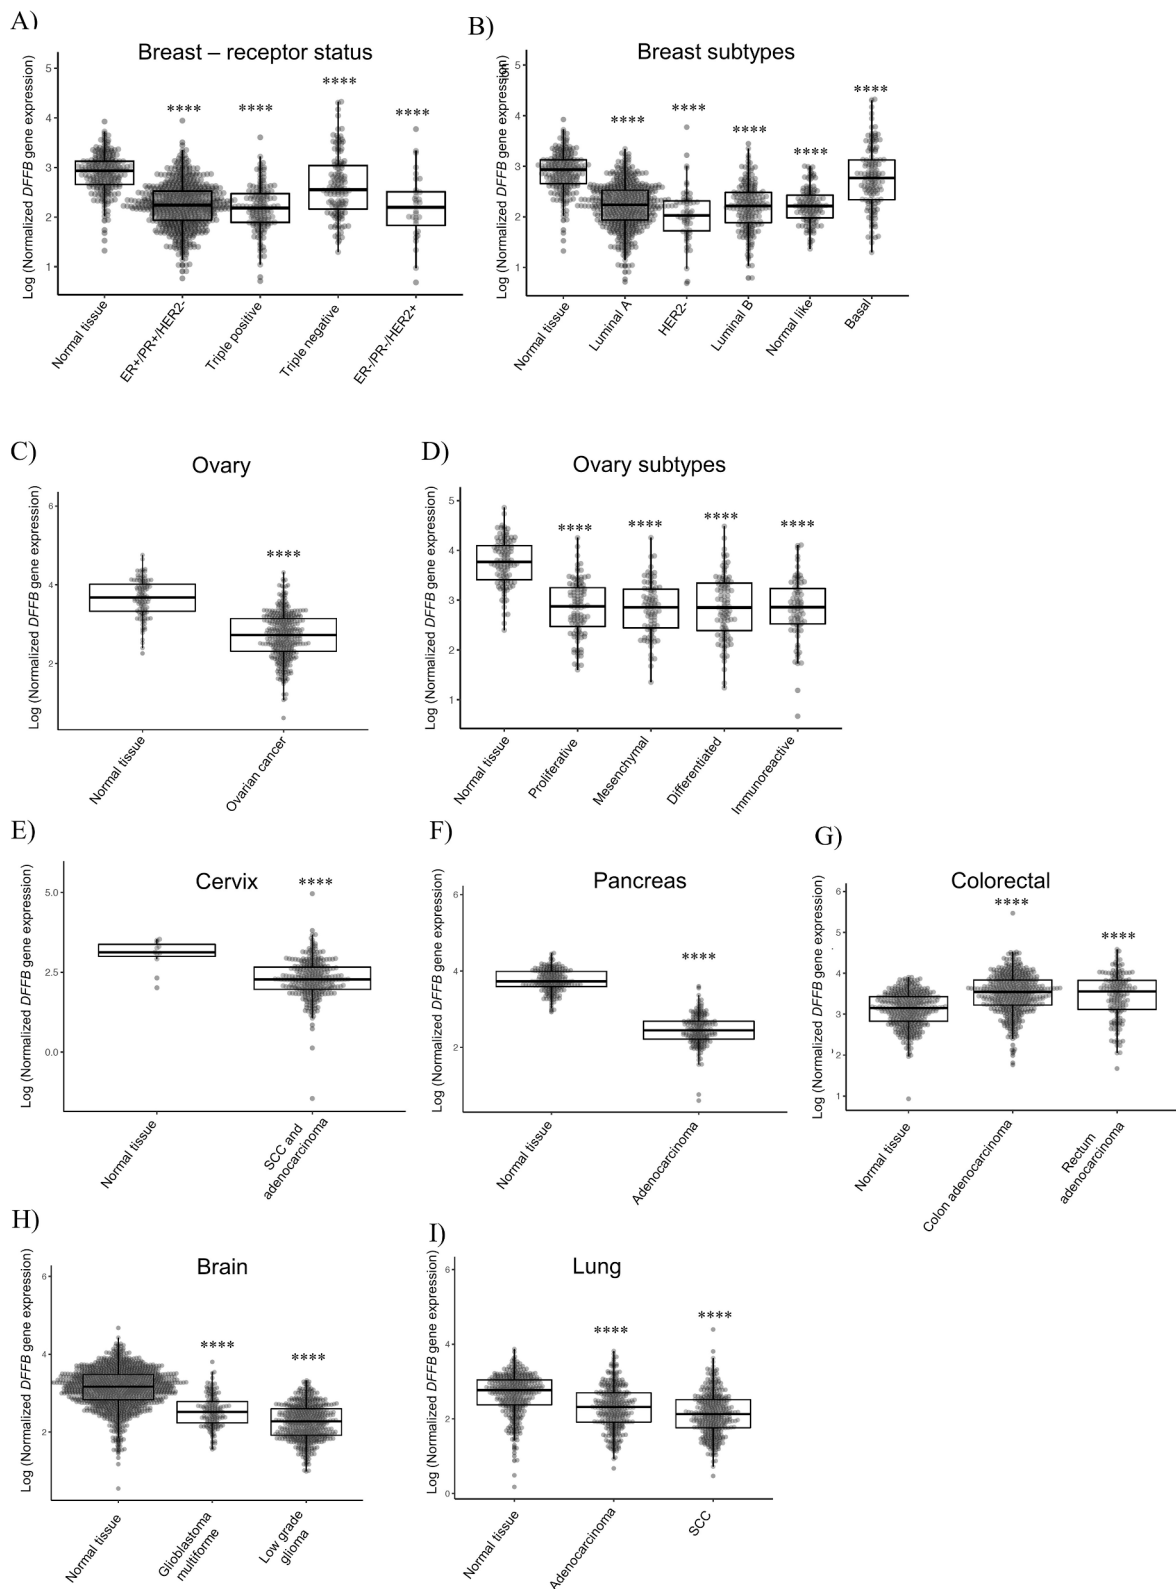 A)
Breast – receptor status
Log (Normalized DFFB gene expression)
5
4
3
2
1
****
****
****
****
Normal tissue
ER+/PR+/HER2-
Triple positive
Triple negative
ER-/PR-/HER2+
B)
Breast subtypes
Log (Normalized DFFB gene expression)
5
4
3
2
1
****
****
****
****
****
Normal tissue
Luminal A
HER2-
Luminal B
Normal like
Basal
C)
Ovary
Log (Normalized DFFB gene expression)
6
4
2
****
Normal tissue
Ovarian cancer
D)
Ovary subtypes
Log (Normalized DFFB gene expression)
5
4
3
2
1
****
****
****
****
Normal tissue
Proliferative
Mesenchymal
Differentiated
Immunoreactive
E)
Cervix
Log (Normalized DFFB gene expression)
5.0
2.5
0.0
****
Normal tissue
SCC and
adenocarcinoma
F)
Pancreas
Log (Normalized DFFB gene expression)
6
4
2
****
Normal tissue
Adenocarcinoma
G)
Colorectal
Log (Normalized DFFB gene expression)
6
5
4
3
2
1
****
****
Normal tissue
Colon adenocarcinoma
Rectum
adenocarcinoma
H)
Brain
Log (Normalized DFFB gene expression)
6
4
2
****
****
Normal tissue
Glioblastoma
multiforme
Low grade
glioma
I)
Lung
Log (Normalized DFFB gene expression)
6
4
2
0
****
****
Normal tissue
Adenocarcinoma
SCC